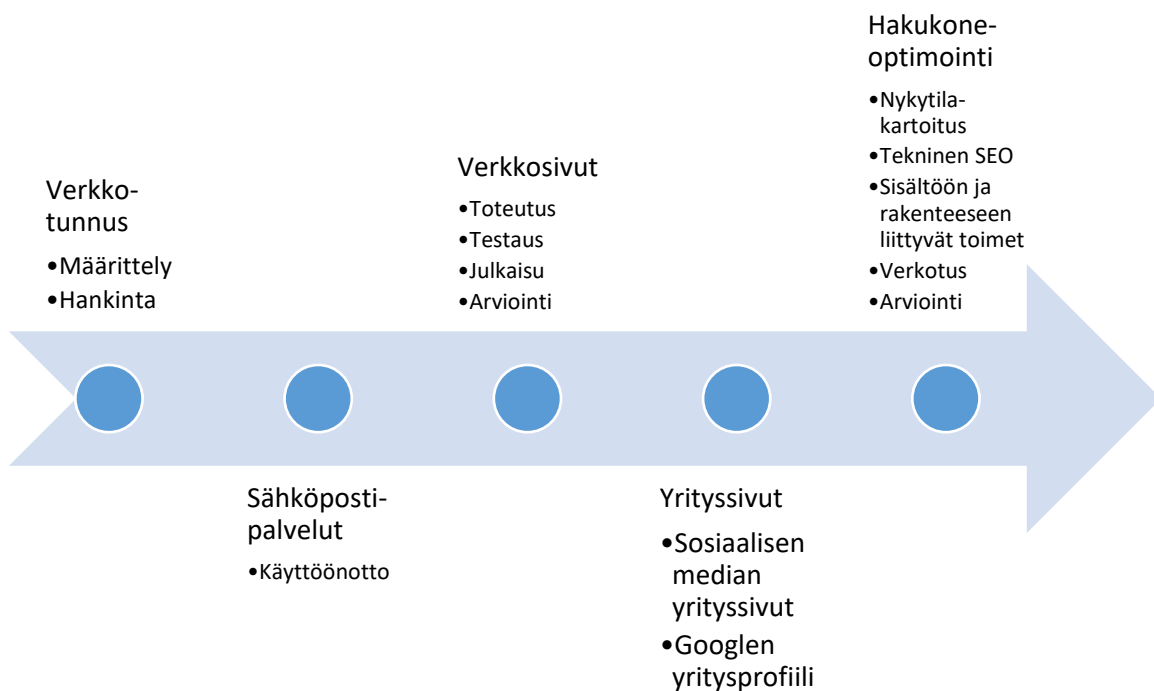 Verkko-
tunnus
•Määrittely
•Hankinta
Sähköposti-
palvelut
•Käyttöönotto
Verkkosivut
•Toteutus
•Testaus
•Julkaisu
•Arviointi
Yrityssivut
•Sosiaalisen
median
yrityssivut
•Googlen
yritysprofiili
Hakukone-
optimointi
•Nykytila-
kartoitus
•Tekninen SEO
•Sisältöön ja
rakenteeseen
liittyvät toimet
•Verkotus
•Arviointi